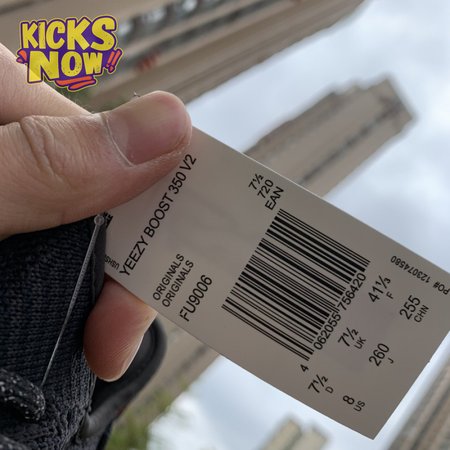 KICKS
NOW
YEEZY BOOST 350 V2
ORIGINALS
ORIGINALS
FU9006
7½
720
EAN
4 062055 756420
7½
D
8
US
7½
UK
260
J
41⅓
F
255
CHN
PO# 123074580